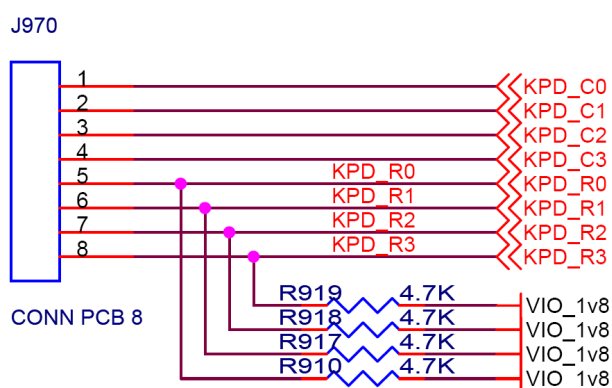 J970
1 KPD_C0
2 KPD_C1
3 KPD_C2
4 KPD_C3
5 KPD_R0 KPD_R0
6 KPD_R1 KPD_R1
7 KPD_R2 KPD_R2
8 KPD_R3 KPD_R3
R919 4.7K VIO_1v8
CONN PCB 8
R918 4.7K VIO_1v8
R917 4.7K VIO_1v8
R910 4.7K VIO_1v8